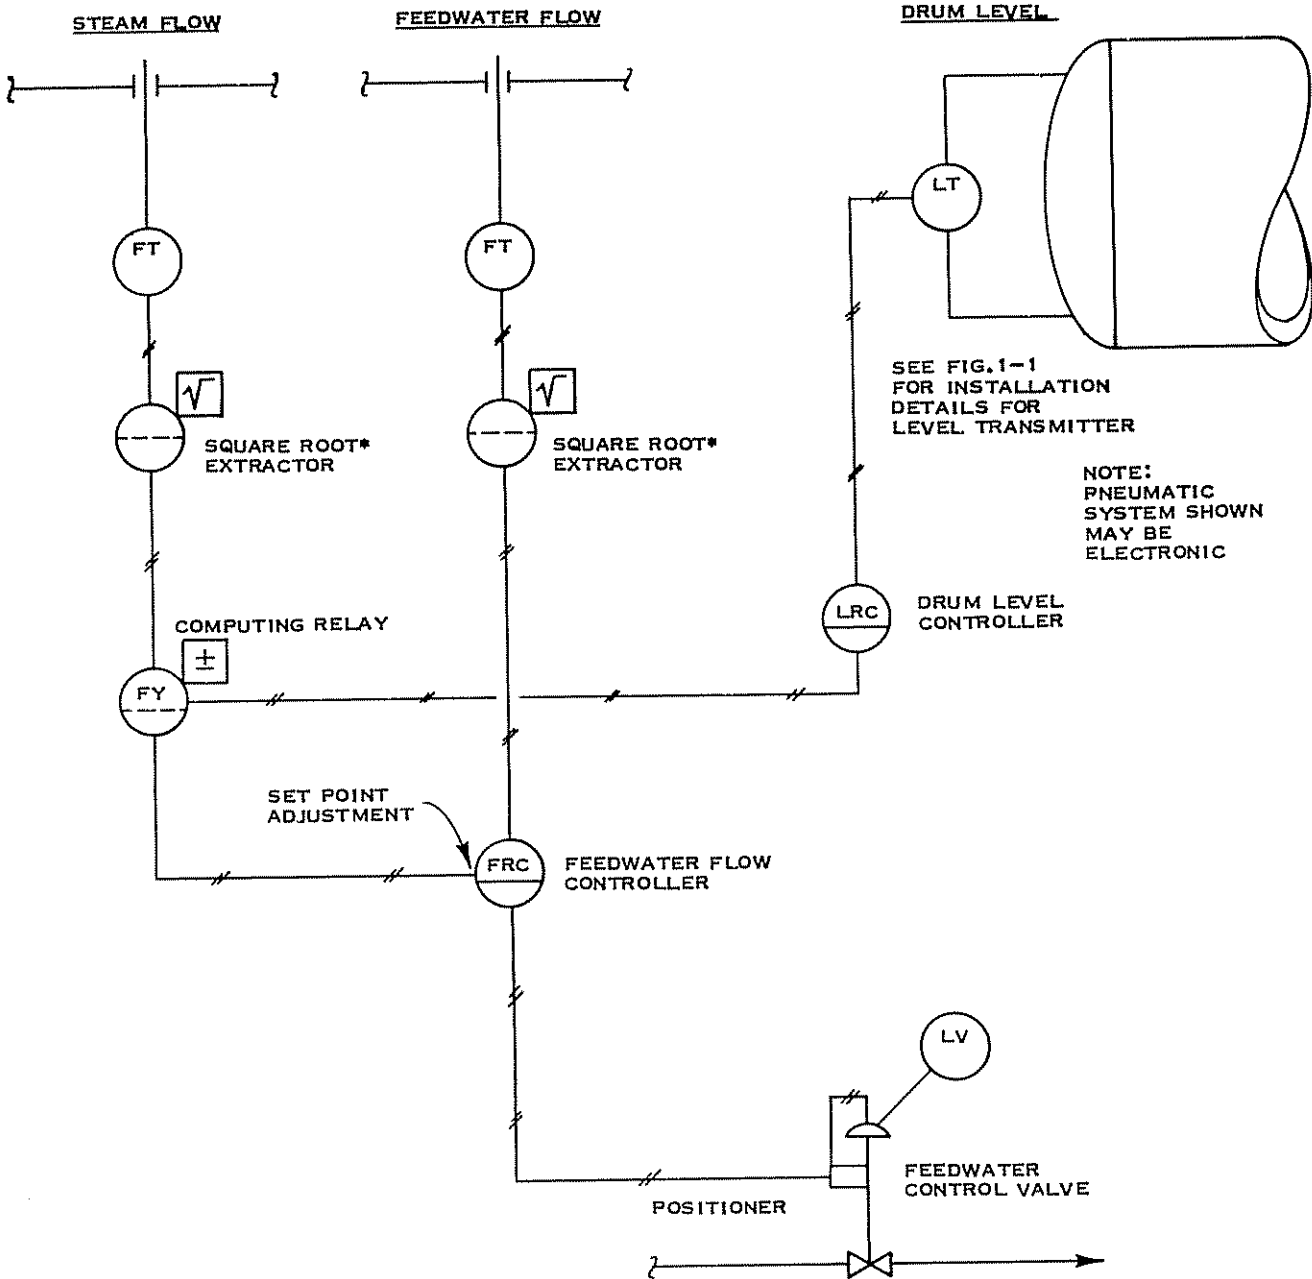 STEAM FLOW
FEEDWATER FLOW
DRUM LEVEL
FT
FT
LT
√
√
SQUARE ROOT*
EXTRACTOR
SQUARE ROOT*
EXTRACTOR
SEE FIG.1-1
FOR INSTALLATION
DETAILS FOR
LEVEL TRANSMITTER
NOTE:
PNEUMATIC
SYSTEM SHOWN
MAY BE
ELECTRONIC
COMPUTING RELAY
±
FY
LRC
DRUM LEVEL
CONTROLLER
SET POINT
ADJUSTMENT
FRC
FEEDWATER FLOW
CONTROLLER
LV
FEEDWATER
CONTROL VALVE
POSITIONER